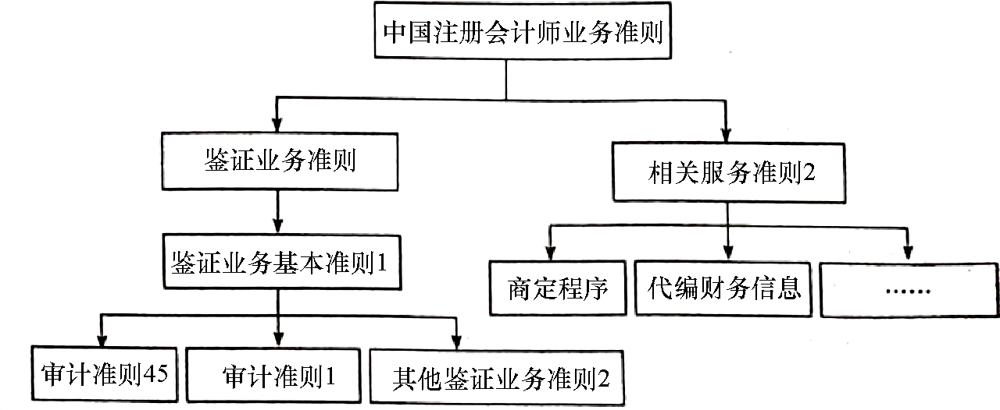 中国注册会计师业务准则
鉴证业务准则
相关服务准则2
鉴证业务基本准则1
商定程序
代编财务信息
……
审计准则45
审计准则1
其他鉴证业务准则2